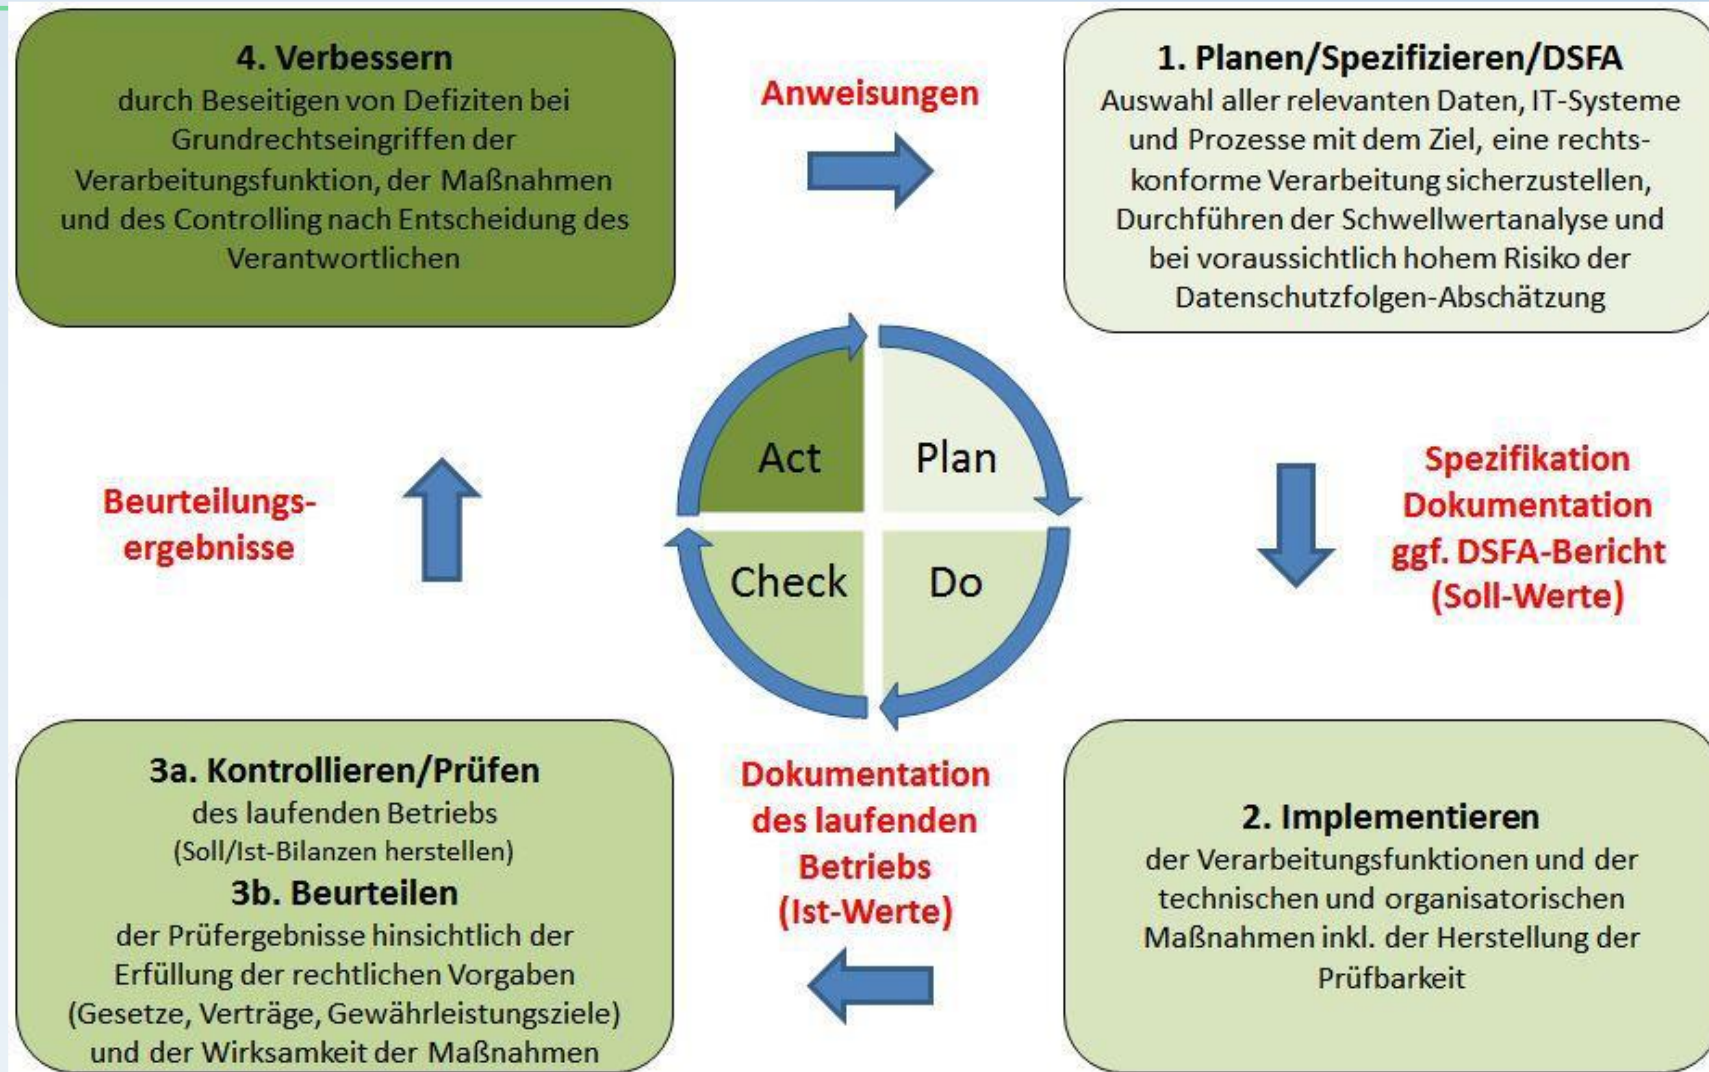 4. Verbessern
durch Beseitigen von Defiziten bei
Grundrechtseingriffen der
Verarbeitungsfunktion, der Maßnahmen
und des Controlling nach Entscheidung des
Verantwortlichen
Anweisungen
1. Planen/Spezifizieren/DSFA
Auswahl aller relevanten Daten, IT-Systeme
und Prozesse mit dem Ziel, eine rechts-
konforme Verarbeitung sicherzustellen,
Durchführen der Schwellwertanalyse und
bei voraussichtlich hohem Risiko der
Datenschutzfolgen-Abschätzung
Beurteilungs-
ergebnisse
Act
Plan
Check
Do
Spezifikation
Dokumentation
ggf. DSFA-Bericht
(Soll-Werte)
3a. Kontrollieren/Prüfen
des laufenden Betriebs
(Soll/Ist-Bilanzen herstellen)
3b. Beurteilen
der Prüfergebnisse hinsichtlich der
Erfüllung der rechtlichen Vorgaben
(Gesetze, Verträge, Gewährleistungsziele)
und der Wirksamkeit der Maßnahmen
Dokumentation
des laufenden
Betriebs
(Ist-Werte)
2. Implementieren
der Verarbeitungsfunktionen und der
technischen und organisatorischen
Maßnahmen inkl. der Herstellung der
Prüfbarkeit